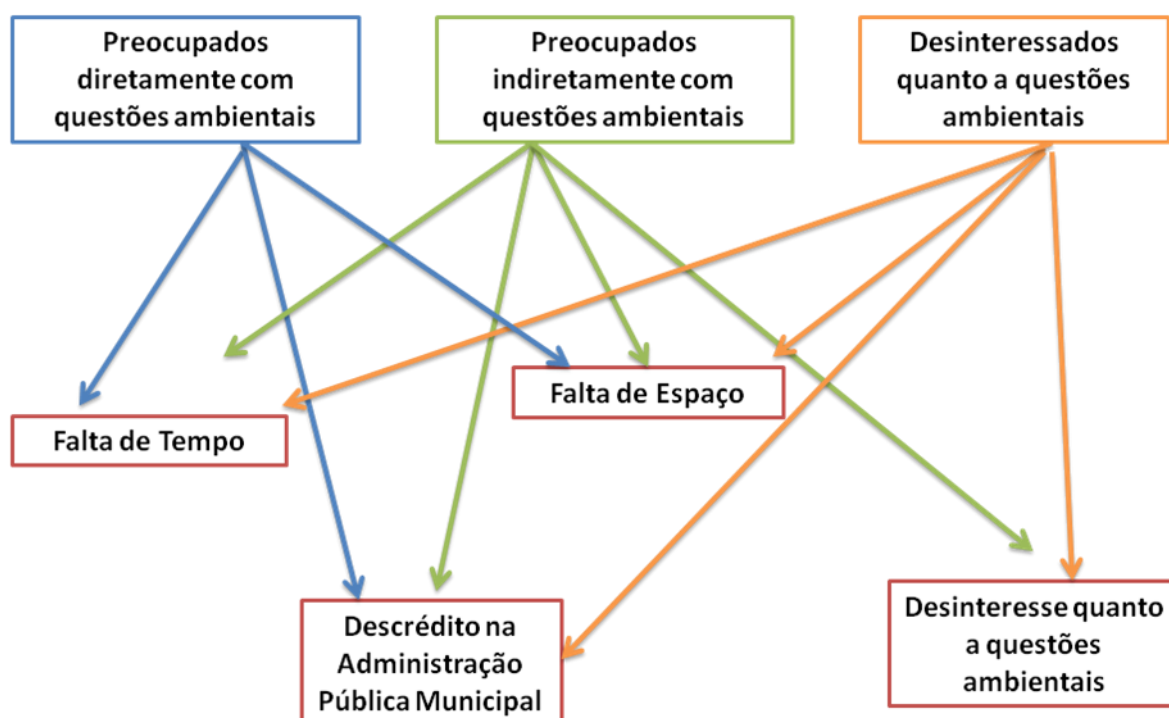 Preocupados
diretamente com
questões ambientais
Preocupados
indiretamente com
questões ambientais
Desinteressados
quanto a questões
ambientais
Falta de Espaço
Falta de Tempo
Descrédito na
Administração
Pública Municipal
Desinteresse quanto
a questões
ambientais